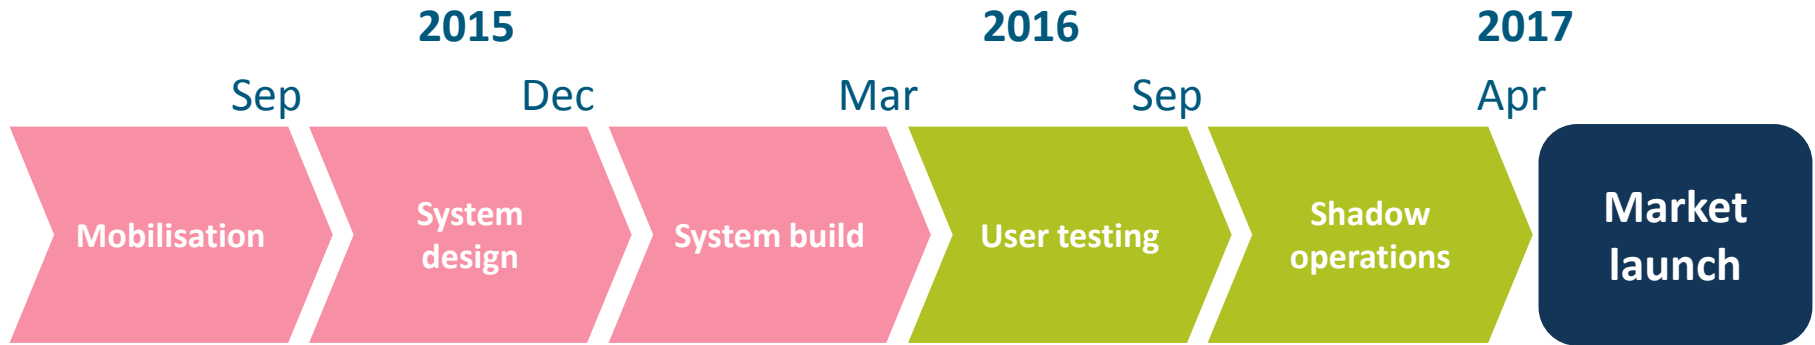 2015
2016
2017
Sep
Dec
Mar
Sep
Apr
Mobilisation
System
design
System build
User testing
Shadow
operations
Market
launch